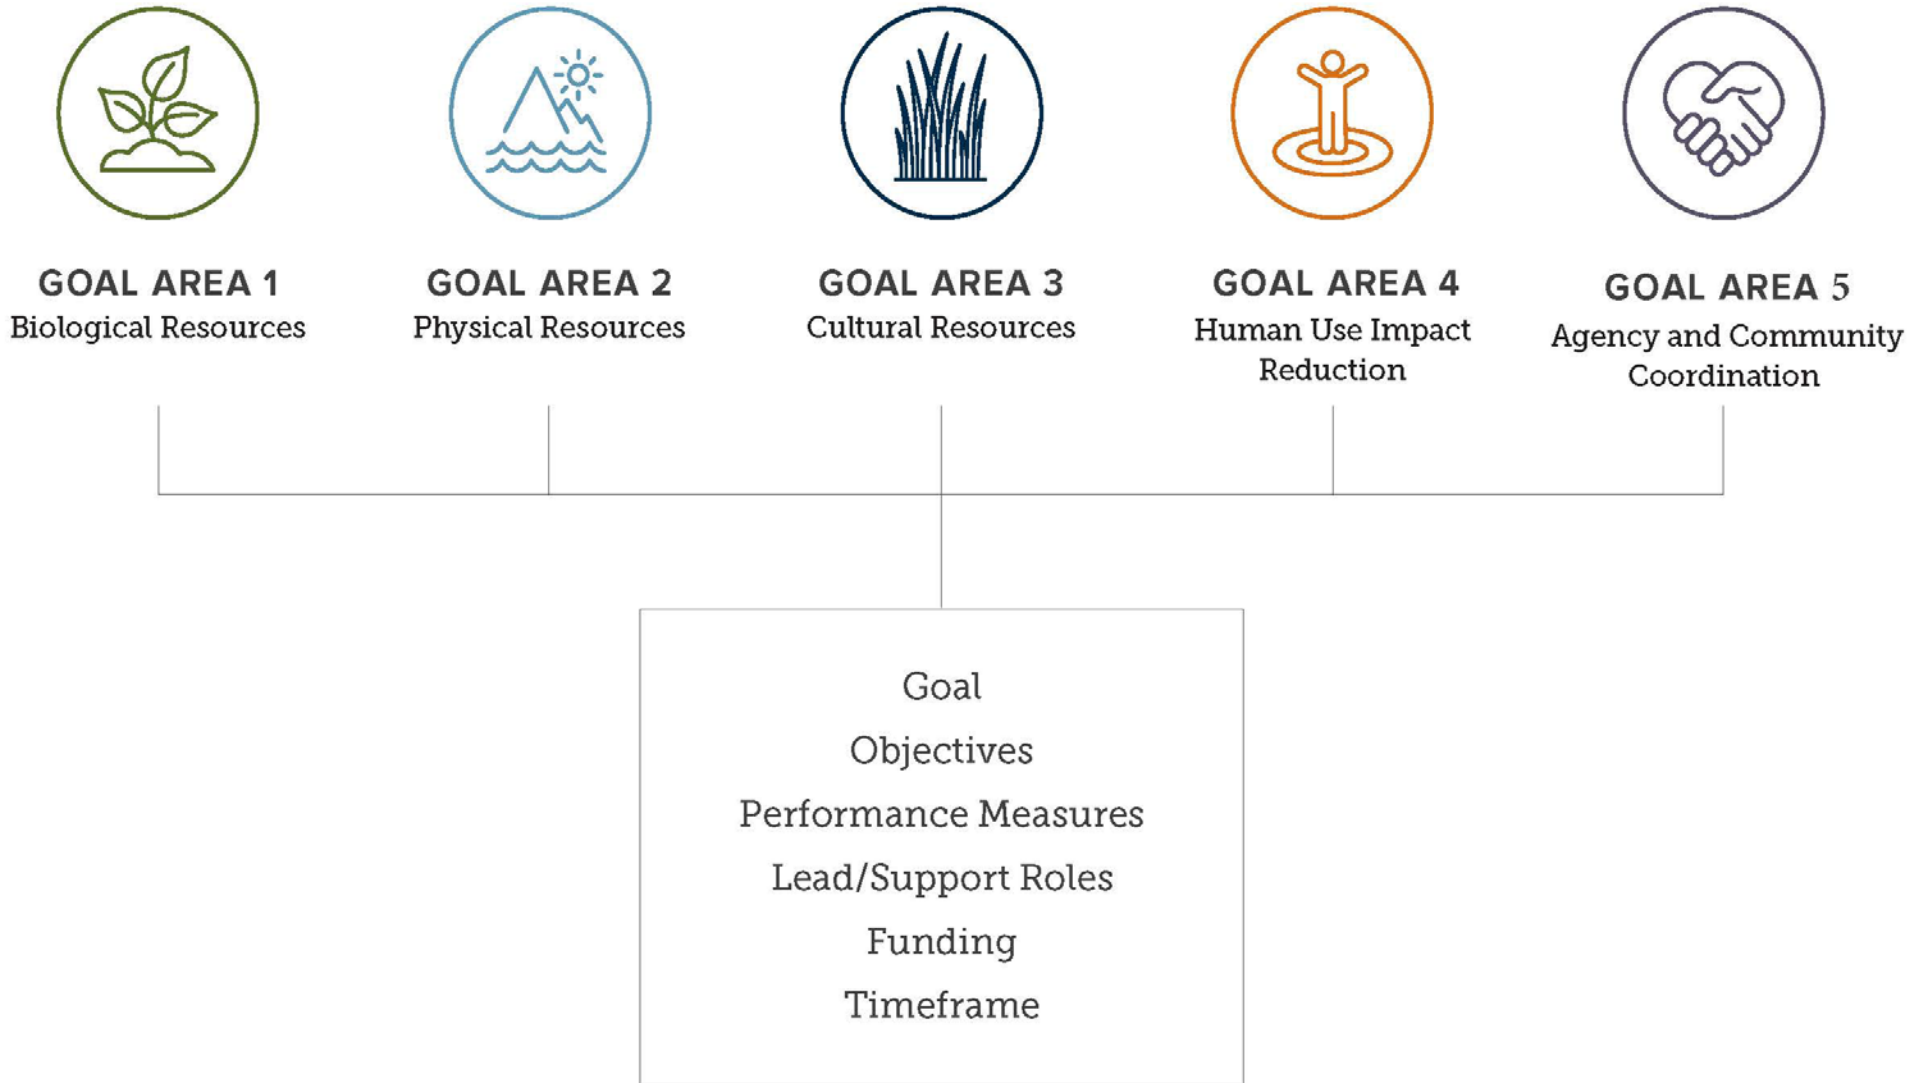 GOAL AREA 1
Biological Resources
GOAL AREA 2
Physical Resources
GOAL AREA 3
Cultural Resources
GOAL AREA 4
Human Use Impact
Reduction
GOAL AREA 5
Agency and Community
Coordination
Goal
Objectives
Performance Measures
Lead/Support Roles
Funding
Timeframe